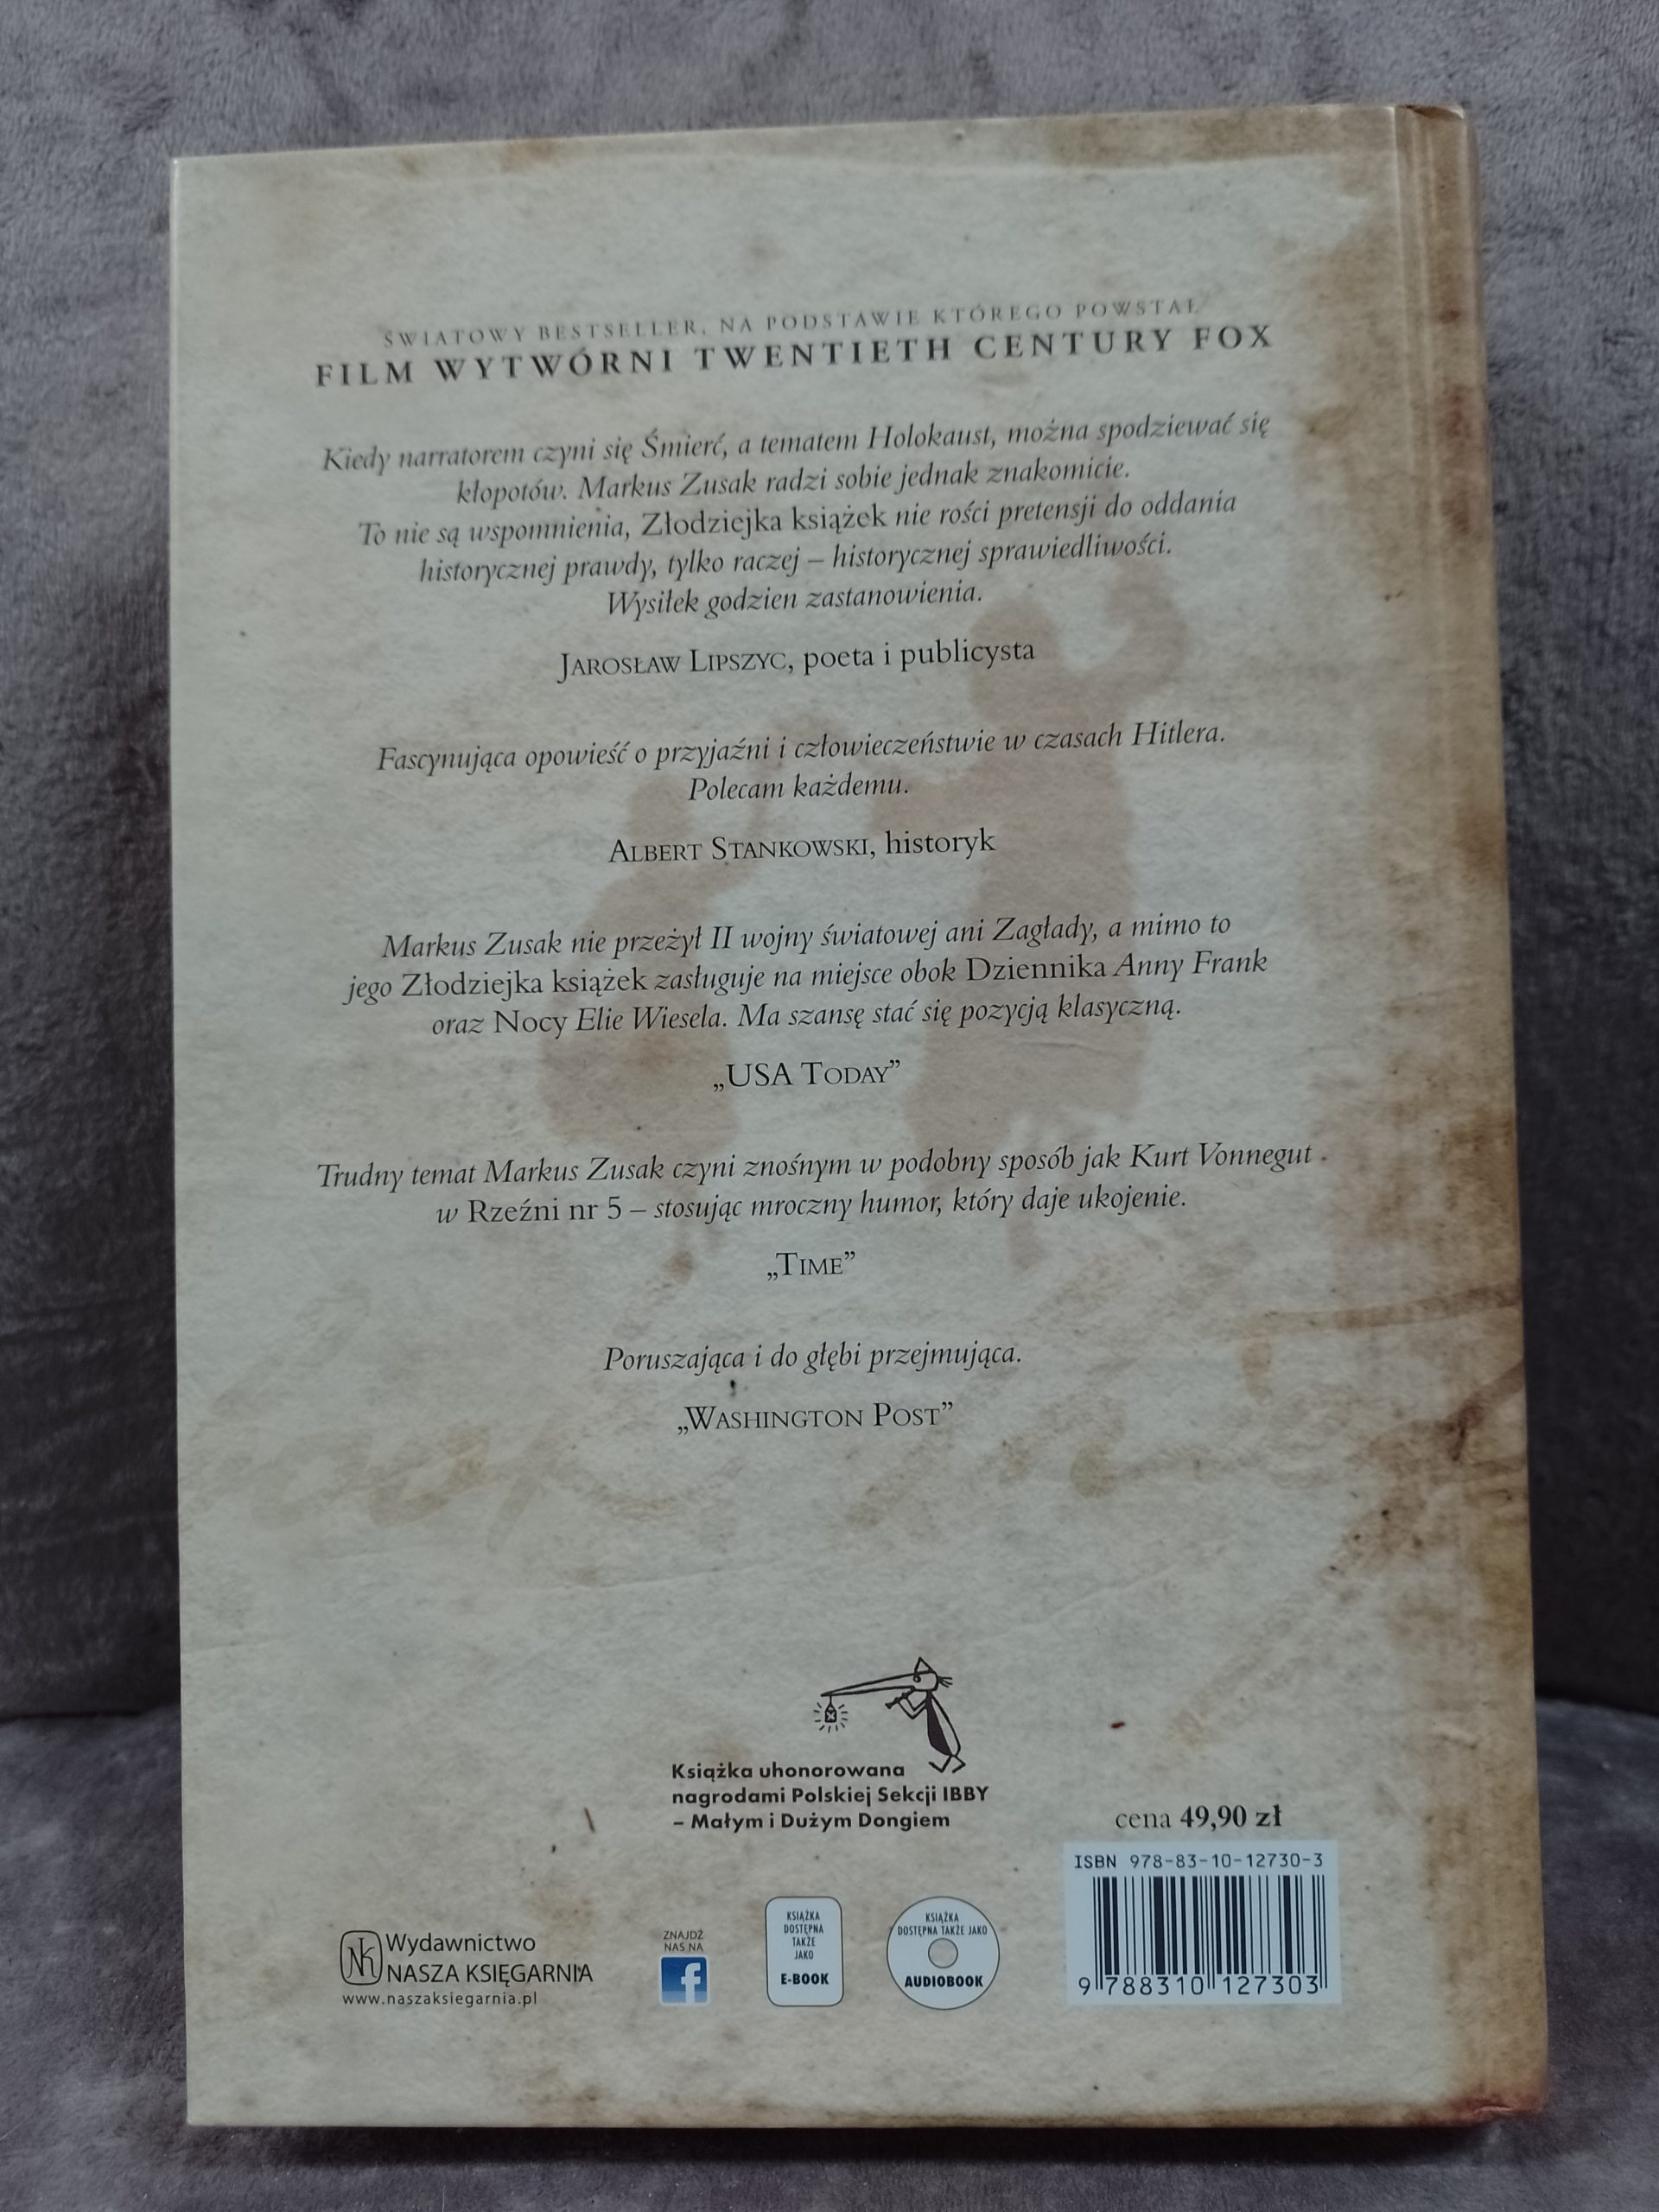 ŚWIATOWY BESTSELLER, NA PODSTAWIE KTÓREGO POWSTAŁ
FILM WYTWÓRNI TWENTIETH CENTURY FOX
Kiedy narratorem czyni się Śmierć, a tematem Holokaust, można spodziewać się
kłopotów. Markus Zusak radzi sobie jednak znakomicie.
To nie są wspomnienia, Złodziejka książek nie rości pretensji do oddania
historycznej prawdy, tylko raczej – historycznej sprawiedliwości.
Wysiłek godzien zastanowienia.
JAROSŁAW LIPSZYC, poeta i publicysta
Fascynująca opowieść o przyjaźni i człowieczeństwie w czasach Hitlera.
Polecam każdemu.
ALBERT STANKOWSKI, historyk
Markus Zusak nie przeżył II wojny światowej ani Zagłady, a mimo to
jego Złodziejka książek zasługuje na miejsce obok Dziennika Anny Frank
oraz Nocy Elie Wiesela. Ma szansę stać się pozycją klasyczną.
„USA TODAY”
Trudny temat Markus Zusak czyni znośnym w podobny sposób jak Kurt Vonnegut
w Rzeźni nr 5 – stosując mroczny humor, który daje ukojenie.
„TIME”
Poruszająca i do głębi przejmująca.
„WASHINGTON POST”
Książka uhonorowana
nagrodami Polskiej Sekcji IBBY
– Małym i Dużym Dongiem
cena 49,90 zł
ISBN 978-83-10-12730-3
9 788310 127303
Wydawnictwo
NASZA KSIĘGARNIA
www.naszaksiegarnia.pl
ZNAJDŹ
NAS NA
f
KSIĄŻKA
DOSTĘPNA
TAKŻE
JAKO
E-BOOK
KSIĄŻKA
DOSTĘPNA TAKŻE JAKO
AUDIOBOOK